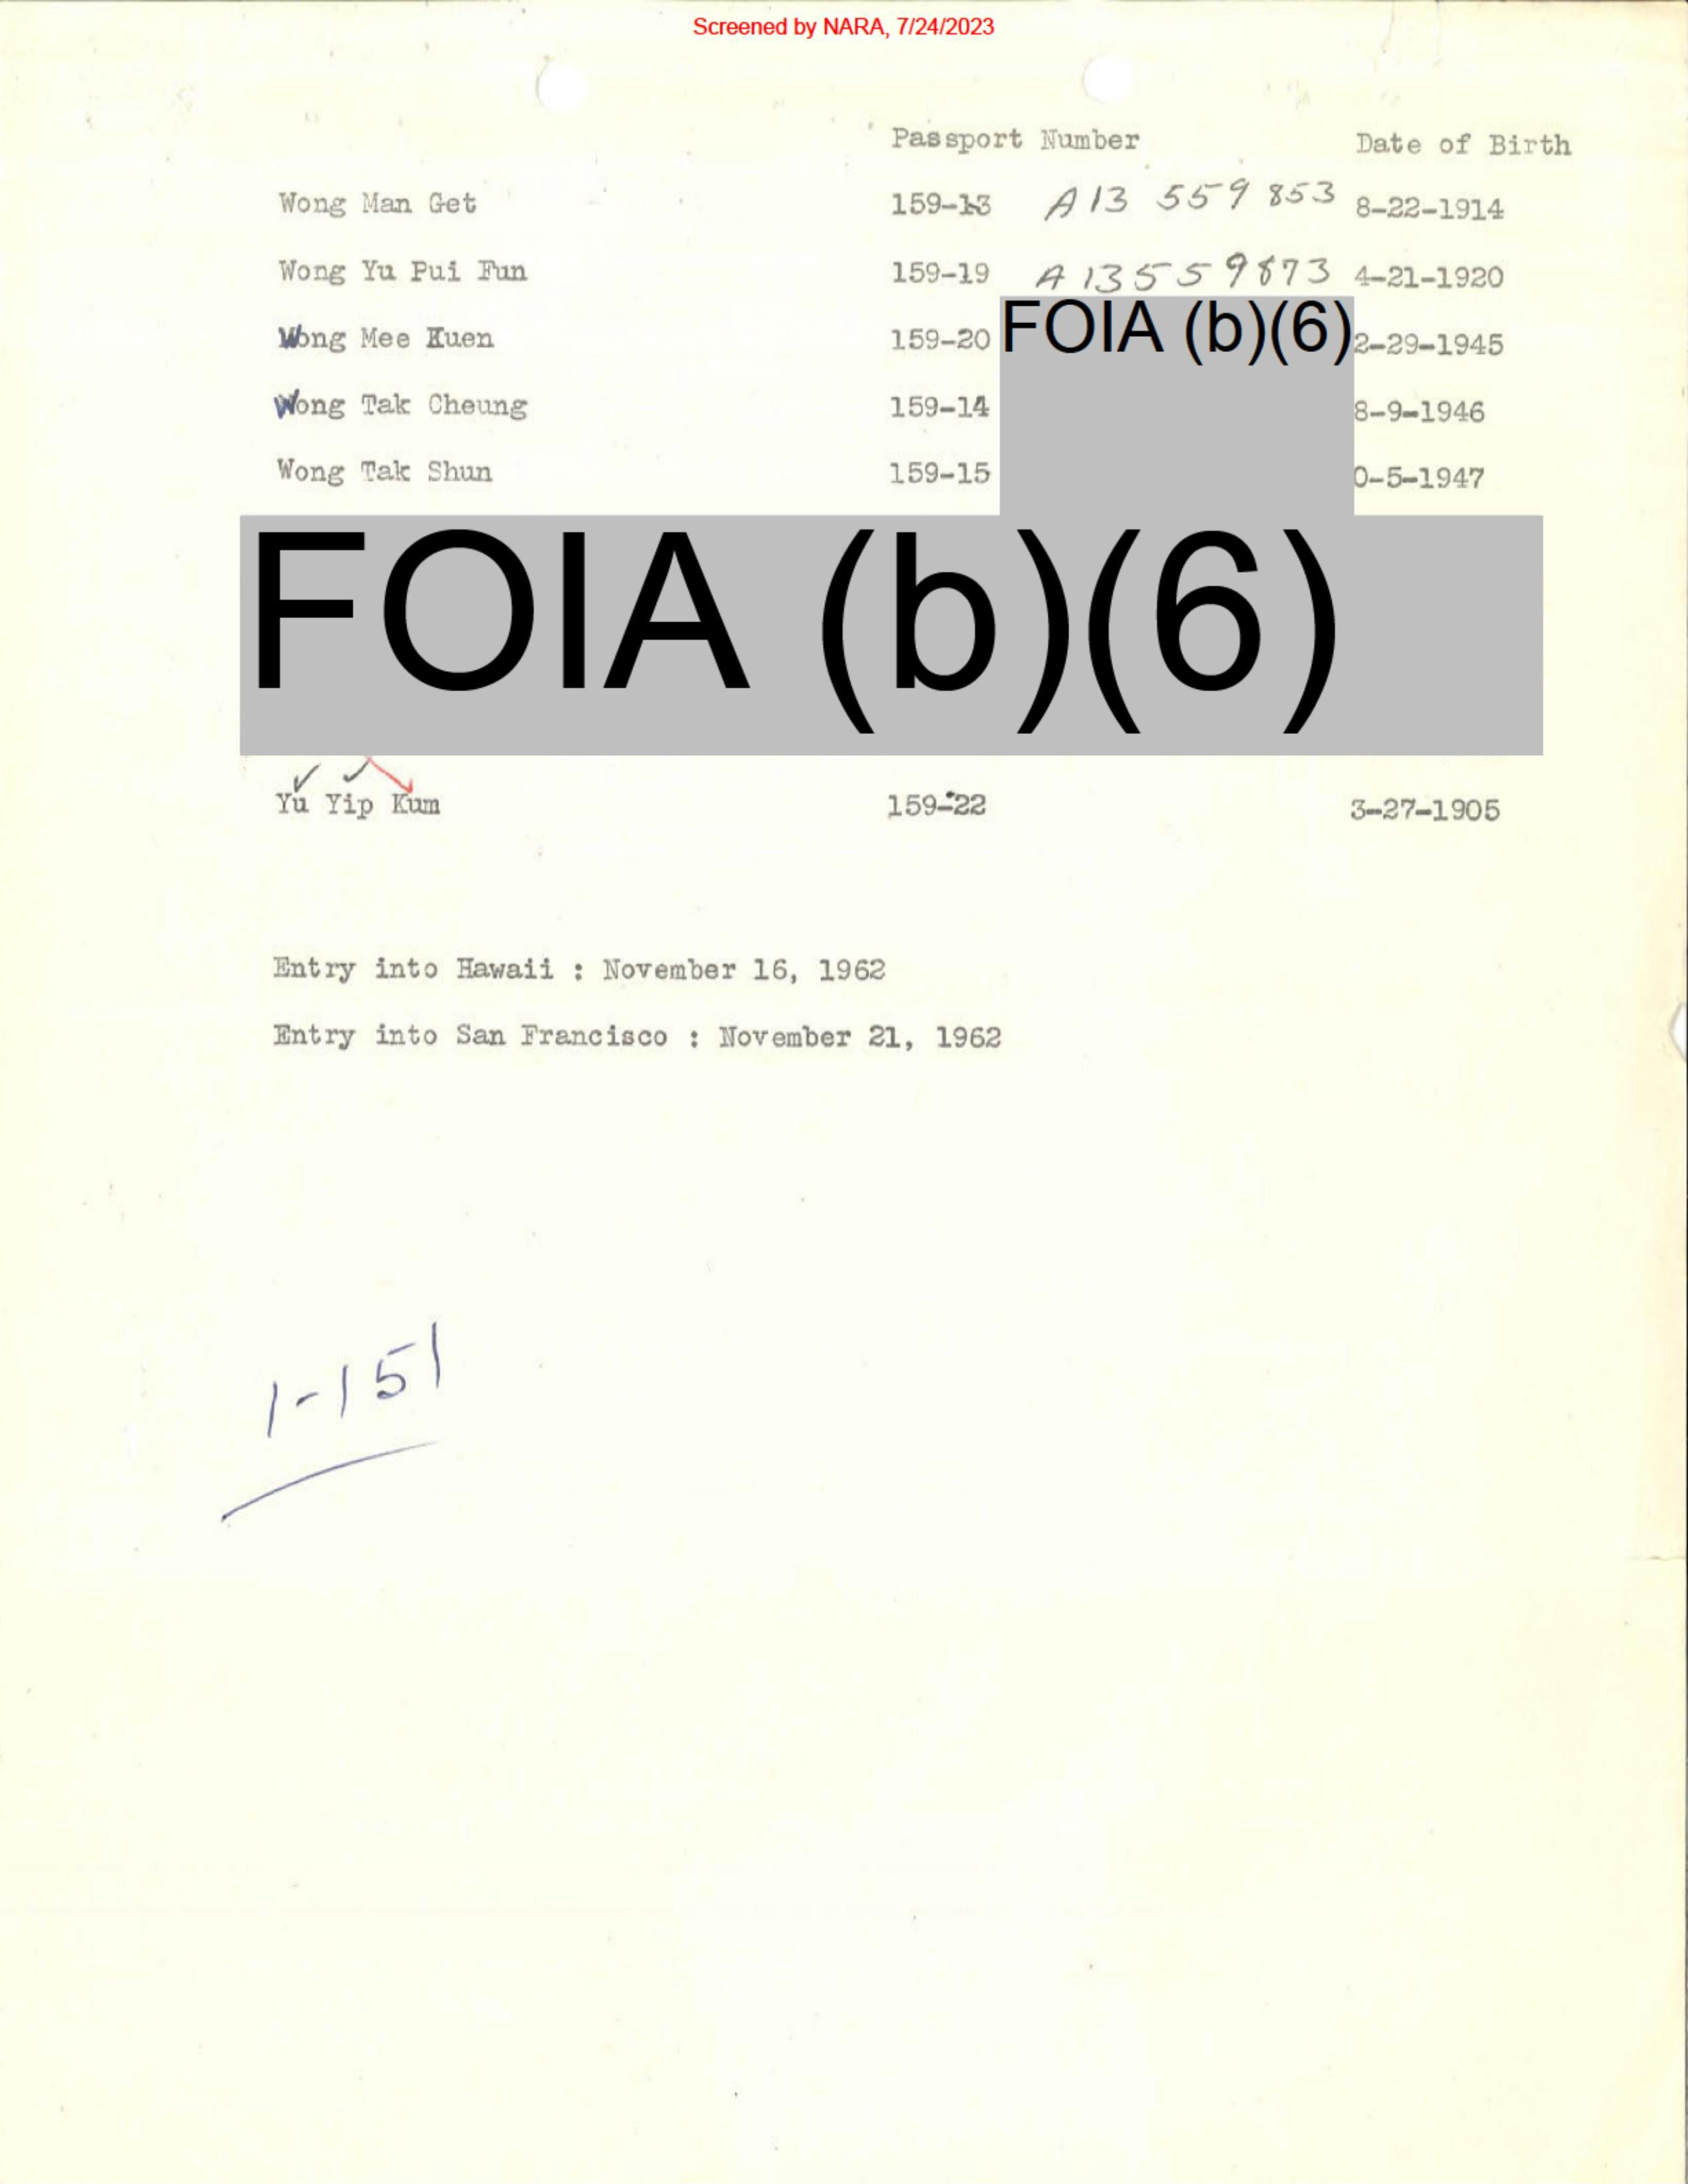 Screened by NARA, 7/24/2023
Passport Number Date of Birth
Wong Man Get 159-13 A13 559 853 8-22-1914
Wong Yu Pui Fun 159-19 A13559873 4-21-1920
Wong Mee Kuen 159-20 FOIA (b)(6) 2-29-1945
Wong Tak Cheung 159-14 8-9-1946
Wong Tak Shun 159-15 0-5-1947
FOIA (b)(6)
Yu Yip Kum 159-22 3-27-1905
Entry into Hawaii : November 16, 1962
Entry into San Francisco : November 21, 1962
1-151